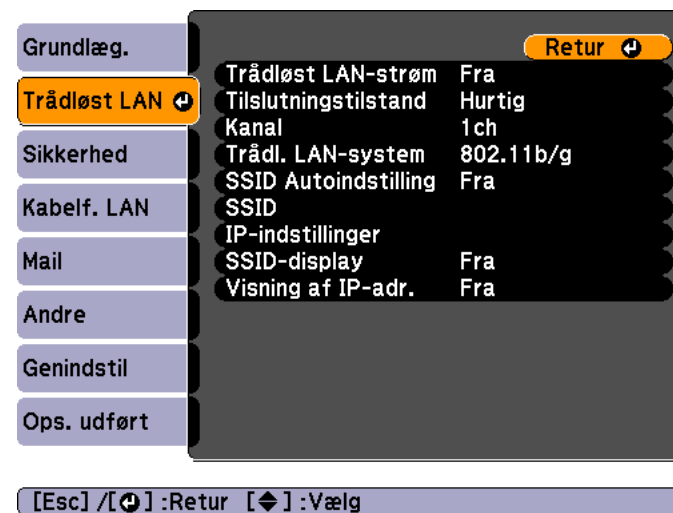 Grundlæg.
Trådløst LAN
Sikkerhed
Kabelf. LAN
Mail
Andre
Genindstil
Ops. udført
Retur
Trådløst LAN-strøm Fra
Tilslutningstilstand Hurtig
Kanal 1ch
Trådl. LAN-system 802.11b/g
SSID Autoindstilling Fra
SSID
IP-indstillinger
SSID-display Fra
Visning af IP-adr. Fra
[Esc] /[⏎] :Retur [◆] :Vælg